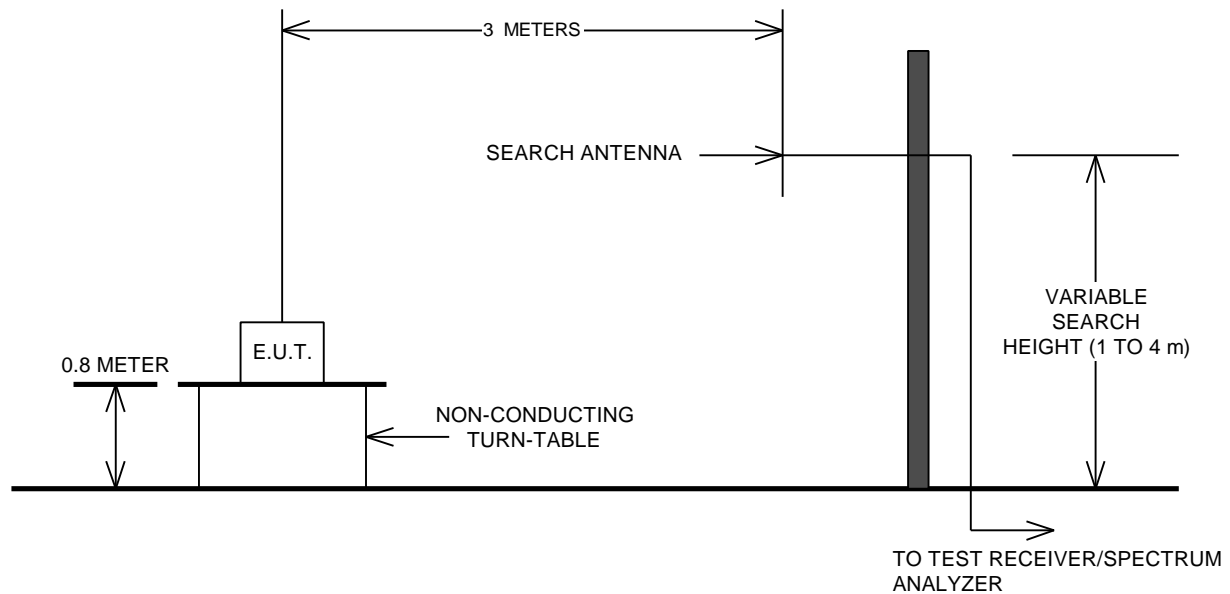 3 METERS
SEARCH ANTENNA
VARIABLE
SEARCH
HEIGHT (1 TO 4 m)
E.U.T.
0.8 METER
NON-CONDUCTING
TURN-TABLE
TO TEST RECEIVER/SPECTRUM
ANALYZER